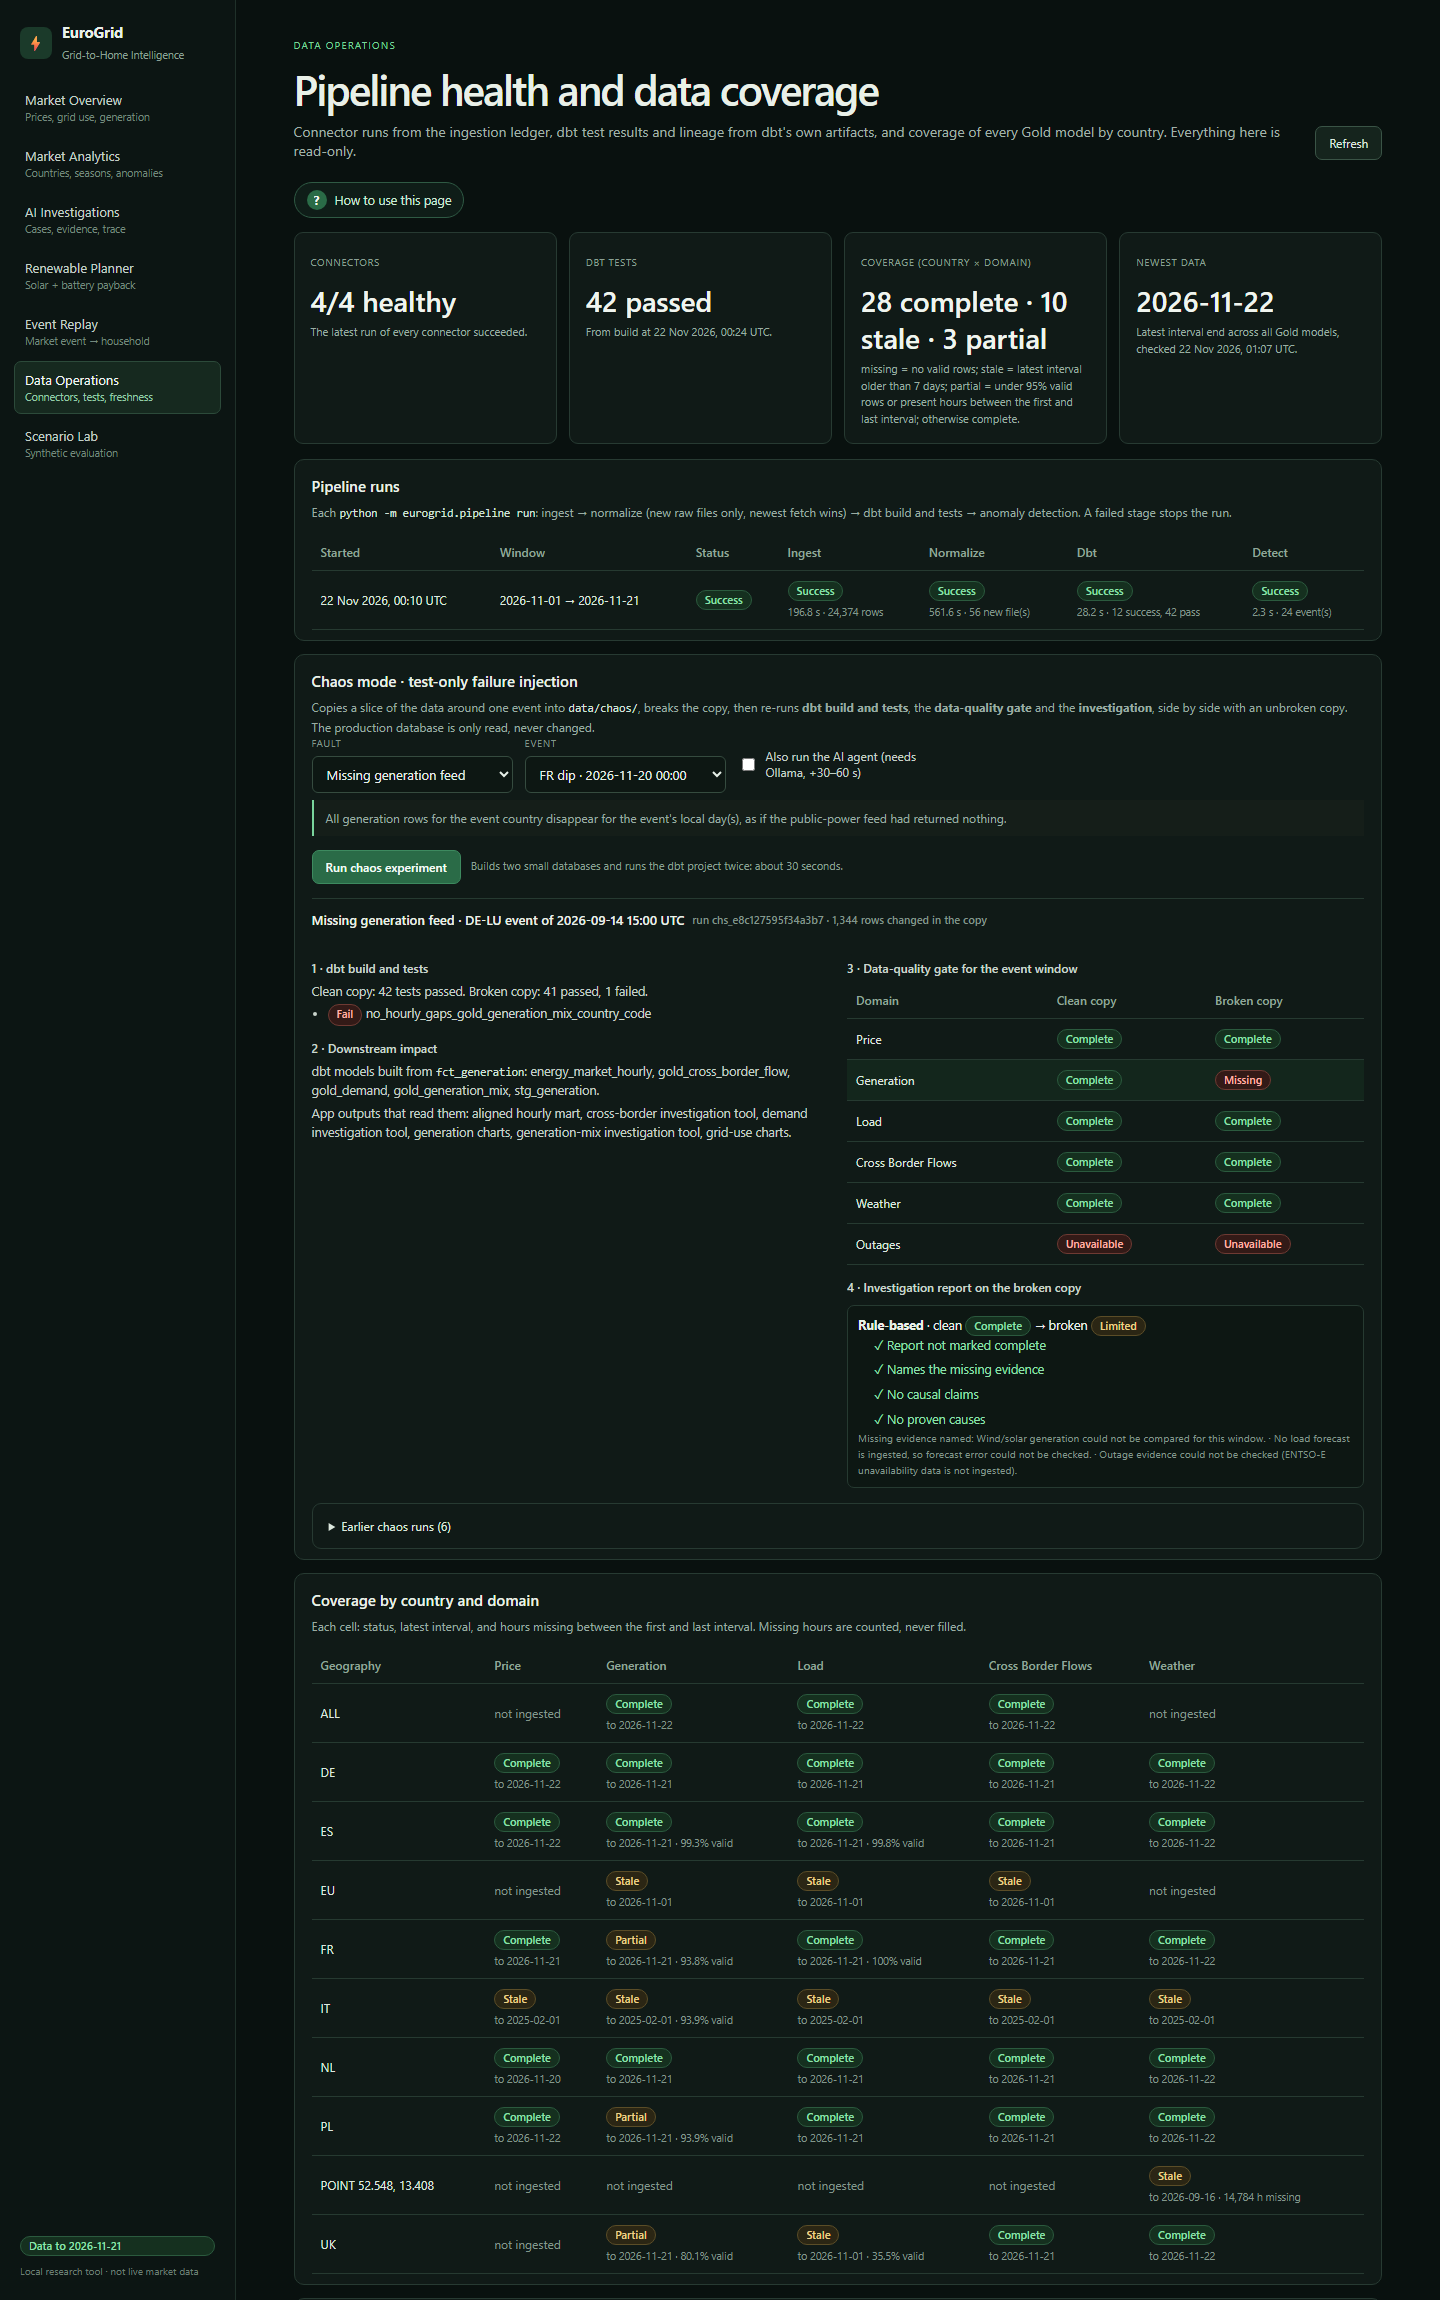 EuroGrid
Grid-to-Home Intelligence
Market Overview
Prices, grid use, generation
Market Analytics
Countries, seasons, anomalies
AI Investigations
Cases, evidence, trace
Renewable Planner
Solar + battery payback
Event Replay
Market event → household
Data Operations
Connectors, tests, freshness
Scenario Lab
Synthetic evaluation
Data to 2026-11-21
Local research tool · not live market data
DATA OPERATIONS
Pipeline health and data coverage
Connector runs from the ingestion ledger, dbt test results and lineage from dbt's own artifacts, and coverage of every Gold model by country. Everything here is
read-only.
Refresh
? How to use this page
CONNECTORS
4/4 healthy
The latest run of every connector succeeded.
DBT TESTS
42 passed
From build at 22 Nov 2026, 00:24 UTC.
COVERAGE (COUNTRY × DOMAIN)
28 complete · 10
stale · 3 partial
missing = no valid rows; stale = latest interval
older than 7 days; partial = under 95% valid
rows or present hours between the first and
last interval; otherwise complete.
NEWEST DATA
2026-11-22
Latest interval end across all Gold models,
checked 22 Nov 2026, 01:07 UTC.
Pipeline runs
Each python -m eurogrid.pipeline run: ingest → normalize (new raw files only, newest fetch wins) → dbt build and tests → anomaly detection. A failed stage stops the run.
Started Window Status Ingest Normalize Dbt Detect
22 Nov 2026, 00:10 UTC 2026-11-01 → 2026-11-21 Success Success Success Success Success
196.8 s · 24,374 rows 561.6 s · 56 new file(s) 28.2 s · 12 success, 42 pass 2.3 s · 24 event(s)
Chaos mode · test-only failure injection
Copies a slice of the data around one event into data/chaos/, breaks the copy, then re-runs dbt build and tests, the data-quality gate and the investigation, side by side with an unbroken copy.
The production database is only read, never changed.
FAULT EVENT
Missing generation feed FR dip · 2026-11-20 00:00
Also run the AI agent (needs
Ollama, +30–60 s)
All generation rows for the event country disappear for the event's local day(s), as if the public-power feed had returned nothing.
Run chaos experiment Builds two small databases and runs the dbt project twice: about 30 seconds.
Missing generation feed · DE-LU event of 2026-09-14 15:00 UTC run chs_e8c127595f34a3b7 · 1,344 rows changed in the copy
1 · dbt build and tests
Clean copy: 42 tests passed. Broken copy: 41 passed, 1 failed.
• Fail no_hourly_gaps_gold_generation_mix_country_code
2 · Downstream impact
dbt models built from fct_generation: energy_market_hourly, gold_cross_border_flow,
gold_demand, gold_generation_mix, stg_generation.
App outputs that read them: aligned hourly mart, cross-border investigation tool, demand
investigation tool, generation charts, generation-mix investigation tool, grid-use charts.
3 · Data-quality gate for the event window
Domain Clean copy Broken copy
Price Complete Complete
Generation Complete Missing
Load Complete Complete
Cross Border Flows Complete Complete
Weather Complete Complete
Outages Unavailable Unavailable
4 · Investigation report on the broken copy
Rule-based · clean Complete → broken Limited
✓ Report not marked complete
✓ Names the missing evidence
✓ No causal claims
✓ No proven causes
Missing evidence named: Wind/solar generation could not be compared for this window. · No load forecast
is ingested, so forecast error could not be checked. · Outage evidence could not be checked (ENTSO-E
unavailability data is not ingested).
▶ Earlier chaos runs (6)
Coverage by country and domain
Each cell: status, latest interval, and hours missing between the first and last interval. Missing hours are counted, never filled.
Geography Price Generation Load Cross Border Flows Weather
ALL not ingested Complete Complete Complete not ingested
to 2026-11-22 to 2026-11-22 to 2026-11-22
DE Complete Complete Complete Complete Complete
to 2026-11-22 to 2026-11-21 to 2026-11-21 to 2026-11-21 to 2026-11-22
ES Complete Complete Complete Complete Complete
to 2026-11-22 to 2026-11-21 · 99.3% valid to 2026-11-21 · 99.8% valid to 2026-11-21 to 2026-11-22
EU not ingested Stale Stale Stale not ingested
to 2026-11-01 to 2026-11-01 to 2026-11-01
FR Complete Partial Complete Complete Complete
to 2026-11-21 to 2026-11-21 · 93.8% valid to 2026-11-21 · 100% valid to 2026-11-21 to 2026-11-22
IT Stale Stale Stale Stale Stale
to 2025-02-01 to 2025-02-01 · 93.9% valid to 2025-02-01 to 2025-02-01 to 2025-02-01
NL Complete Complete Complete Complete Complete
to 2026-11-20 to 2026-11-21 to 2026-11-21 to 2026-11-21 to 2026-11-22
PL Complete Partial Complete Complete Complete
to 2026-11-22 to 2026-11-21 · 93.9% valid to 2026-11-21 to 2026-11-21 to 2026-11-22
POINT 52.548, 13.408 not ingested not ingested not ingested not ingested Stale
to 2026-09-16 · 14,784 h missing
UK not ingested Partial Stale Complete Complete
to 2026-11-21 · 80.1% valid to 2026-11-01 · 35.5% valid to 2026-11-21 to 2026-11-22